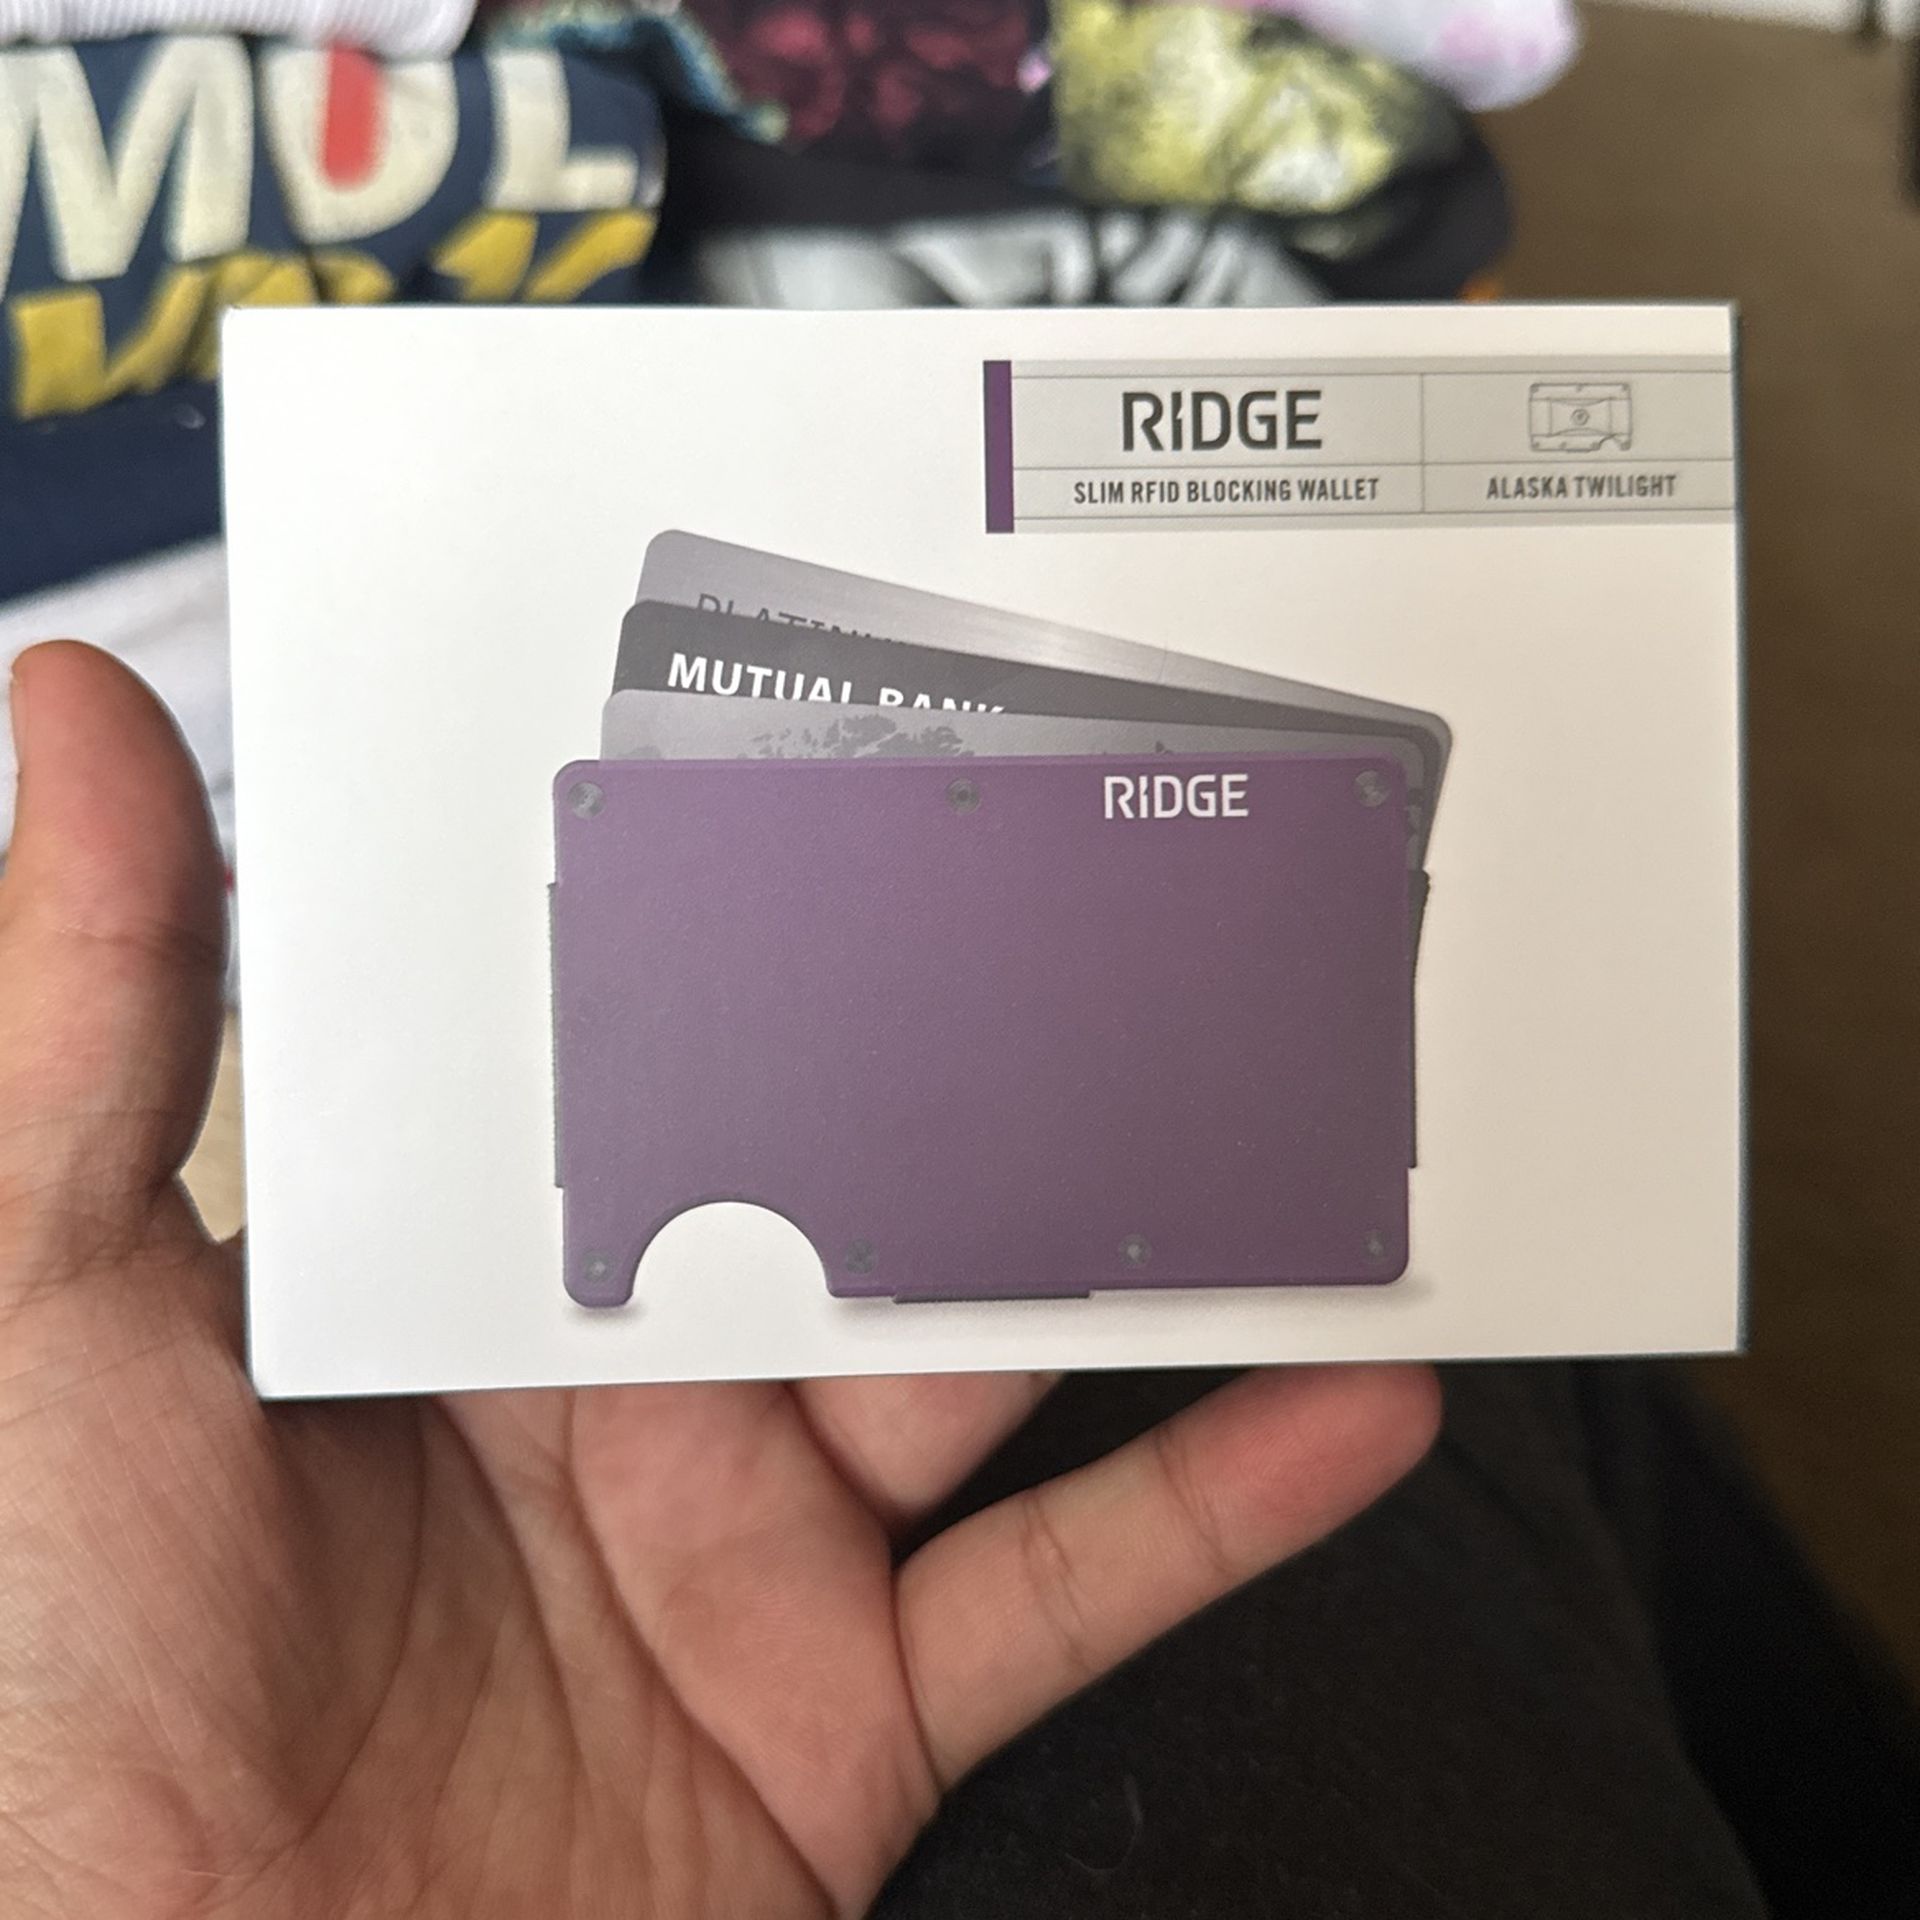 RIDGE
SLIM RFID BLOCKING WALLET
ALASKA TWILIGHT
MUTUAL BANK
RIDGE